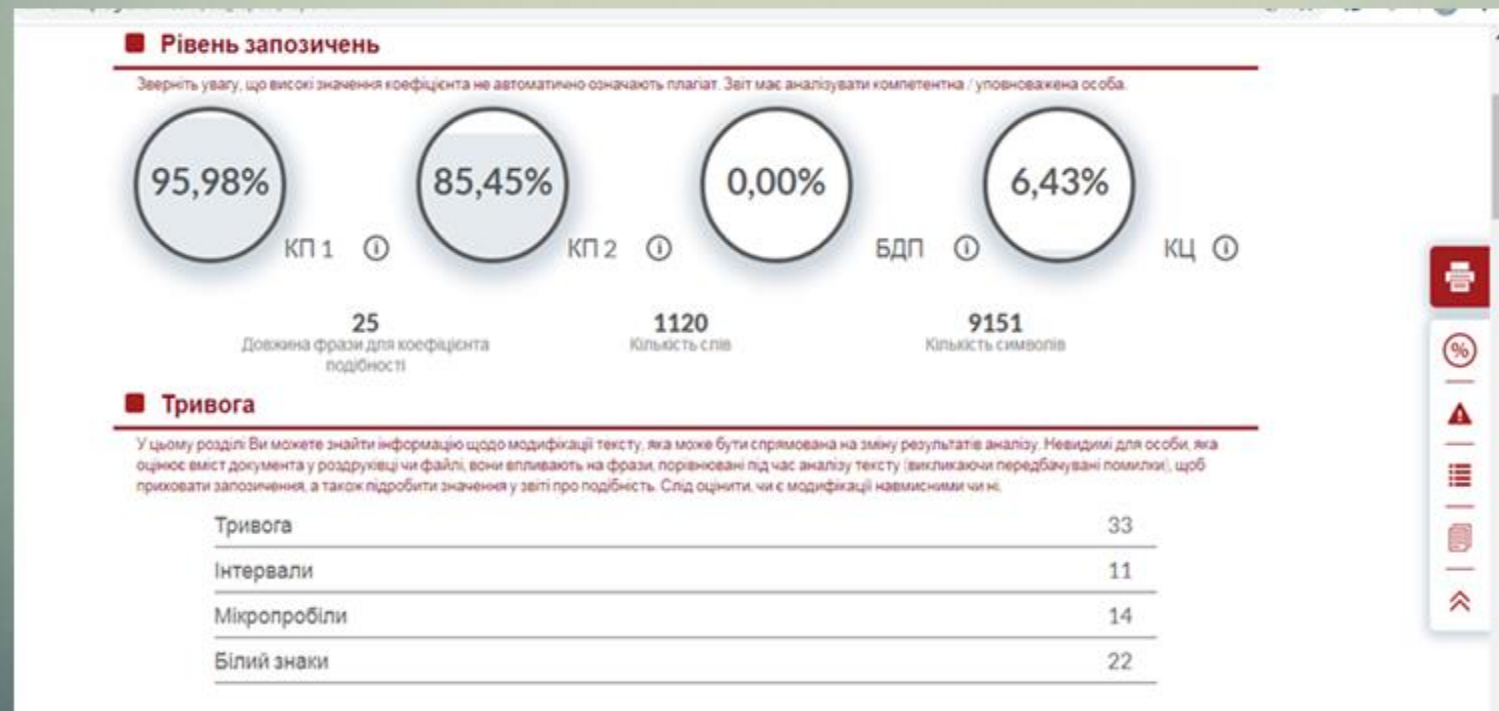 Рівень запозичень
Зверніть увагу, що високі значення коефіцієнта не автоматично означають плагіат. Звіт має аналізувати компетентна / уповноважена особа.
95,98%
85,45%
0,00%
6,43%
КП 1
КП 2
БДП
КЦ
25
1120
9151
Довжина фрази для коефіцієнта
подібності
Кількість слів
Кількість символів
Тривога
У цьому розділі Ви можете знайти інформацію щодо модифікації тексту, яка може бути спрямована на зміну результатів аналізу. Невидимі для особи, яка
оцінює вміст документа у роздруківці чи файлі, вони впливають на фрази, порівнювані під час аналізу тексту (викликаючи передбачувані помилки), щоб
приховати запозичення, а також підробити значення у звіті про подібність. Слід оцінити, чи є модифікації навмисними чи ні.
Тривога 33
Інтервали 11
Мікропробіли 14
Білий знаки 22